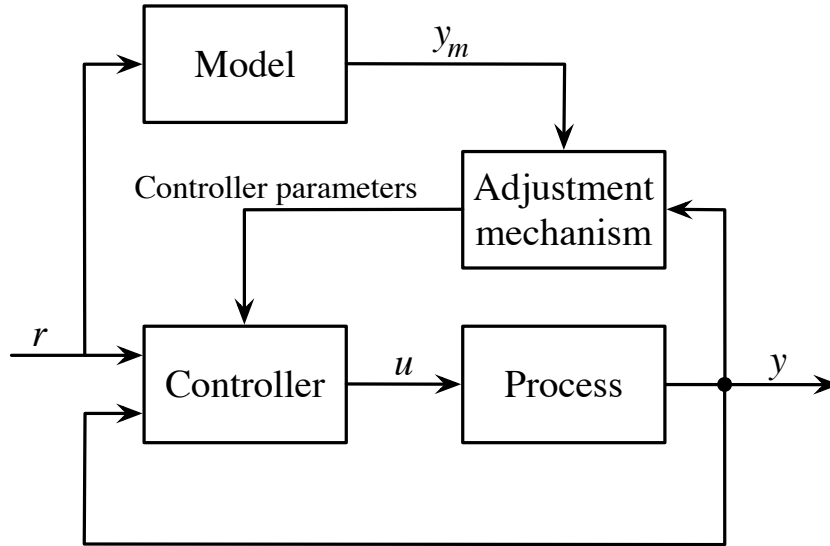 Model
y_m
Controller parameters
Adjustment
mechanism
r
Controller
u
Process
y